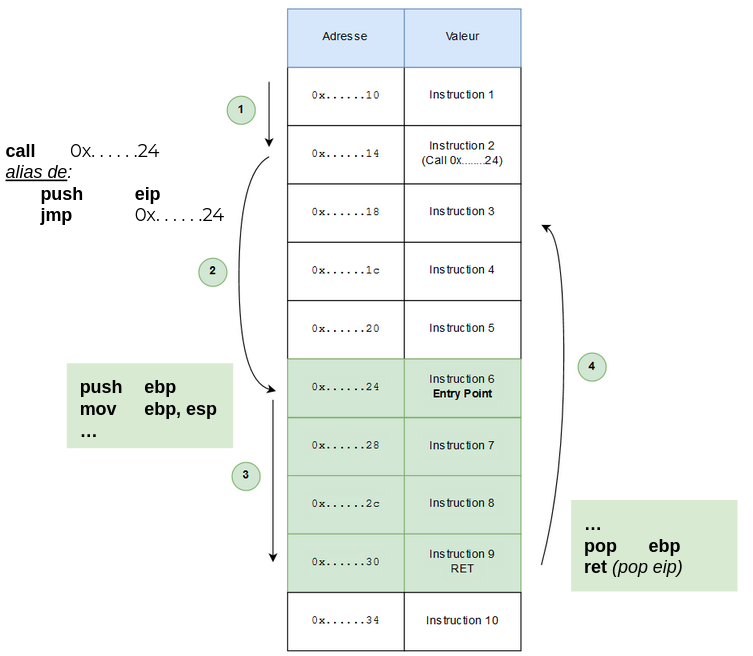 Adresse Valeur
0x......10 Instruction 1
1
call 0x......24
alias de:
push eip
jmp 0x......24
0x......14 Instruction 2
(Call 0x........24)
0x......18 Instruction 3
2
0x......1c Instruction 4
0x......20 Instruction 5
4
push ebp
mov ebp, esp
...
0x......24 Instruction 6
Entry Point
0x......28 Instruction 7
3
0x......2c Instruction 8
0x......30 Instruction 9
RET
...
pop ebp
ret (pop eip)
0x......34 Instruction 10